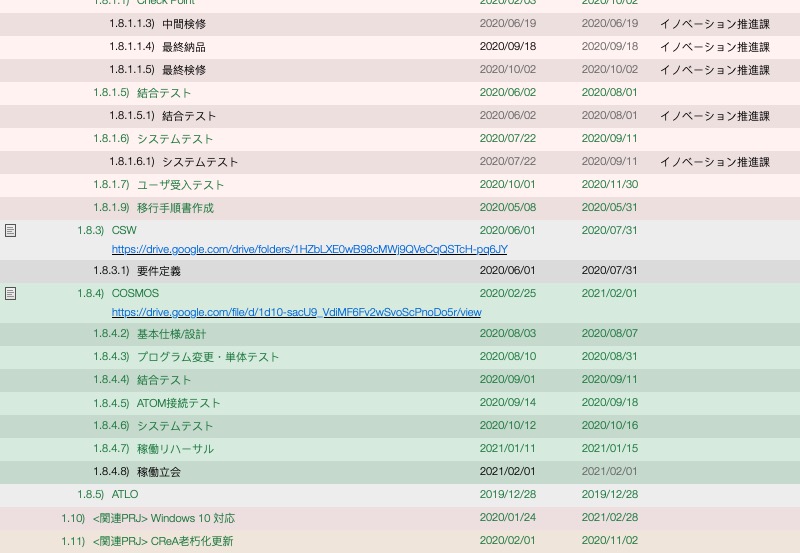 1.8.1.1) Check Point 2020/02/03 2020/10/02
1.8.1.1.3) 中間検修 2020/06/19 2020/06/19 イノベーション推進課
1.8.1.1.4) 最終納品 2020/09/18 2020/09/18 イノベーション推進課
1.8.1.1.5) 最終検修 2020/10/02 2020/10/02 イノベーション推進課
1.8.1.5) 結合テスト 2020/06/02 2020/08/01
1.8.1.5.1) 結合テスト 2020/06/02 2020/08/01 イノベーション推進課
1.8.1.6) システムテスト 2020/07/22 2020/09/11
1.8.1.6.1) システムテスト 2020/07/22 2020/09/11 イノベーション推進課
1.8.1.7) ユーザ受入テスト 2020/10/01 2020/11/30
1.8.1.9) 移行手順書作成 2020/05/08 2020/05/31
1.8.3) CSW 2020/06/01 2020/07/31
https://drive.google.com/drive/folders/1HZbLXE0wB98cMWj9QVeCqQSTcH-pq6JY
1.8.3.1) 要件定義 2020/06/01 2020/07/31
1.8.4) COSMOS 2020/02/25 2021/02/01
https://drive.google.com/file/d/1d10-sacU9_VdiMF6Fv2wSvoScPnoDo5r/view
1.8.4.2) 基本仕様/設計 2020/08/03 2020/08/07
1.8.4.3) プログラム変更・単体テスト 2020/08/10 2020/08/31
1.8.4.4) 結合テスト 2020/09/01 2020/09/11
1.8.4.5) ATOM接続テスト 2020/09/14 2020/09/18
1.8.4.6) システムテスト 2020/10/12 2020/10/16
1.8.4.7) 稼働リハーサル 2021/01/11 2021/01/15
1.8.4.8) 稼働立会 2021/02/01 2021/02/01
1.8.5) ATLO 2019/12/28 2019/12/28
1.10) <関連PRJ> Windows 10 対応 2020/01/24 2021/02/28
1.11) <関連PRJ> CReA老朽化更新 2020/02/01 2020/11/02